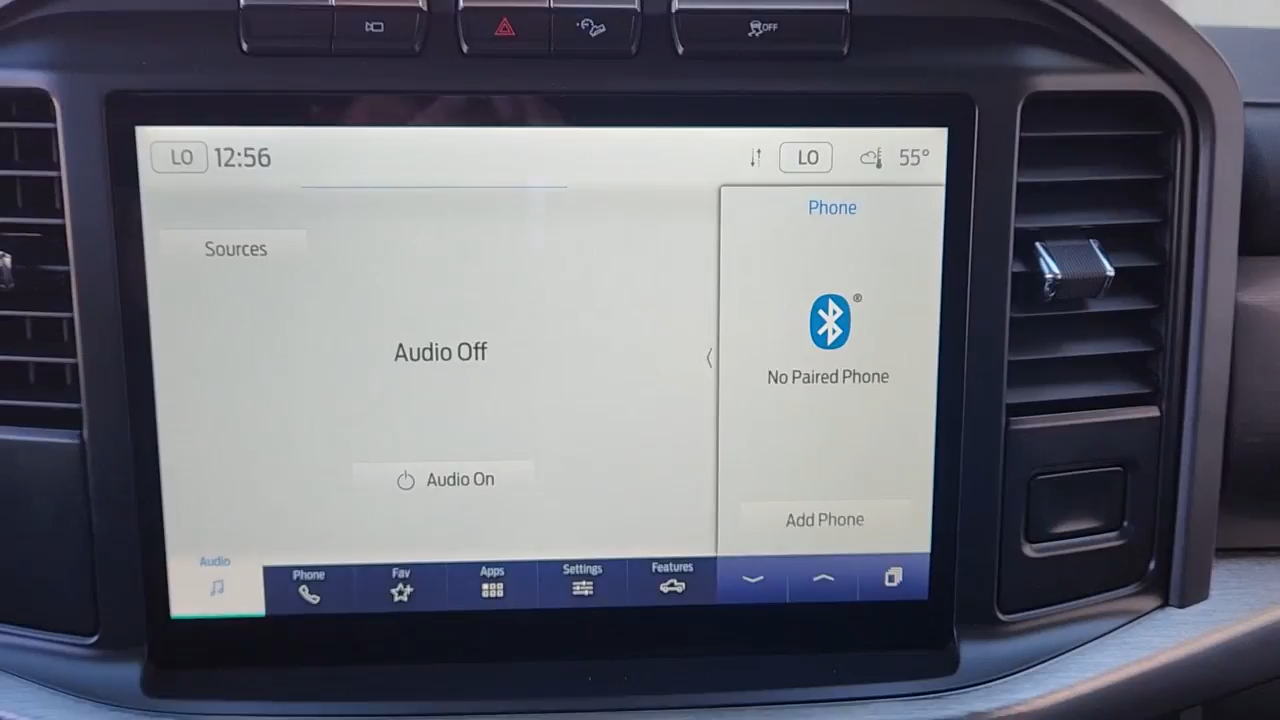 OFF
LO 12:56
LO 55°
Phone
Sources
®
Audio Off
No Paired Phone
Audio On
Add Phone
Audio
Phone
Fav
Apps
Settings
Features